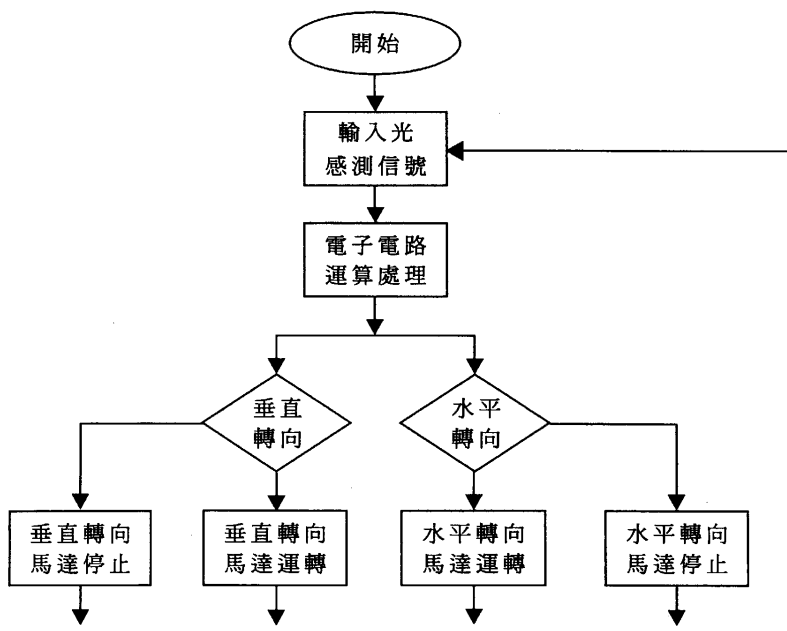 開始
輸入光
感測信號
電子電路
運算處理
垂直
轉向
水平
轉向
垂直轉向
馬達停止
垂直轉向
馬達運轉
水平轉向
馬達運轉
水平轉向
馬達停止